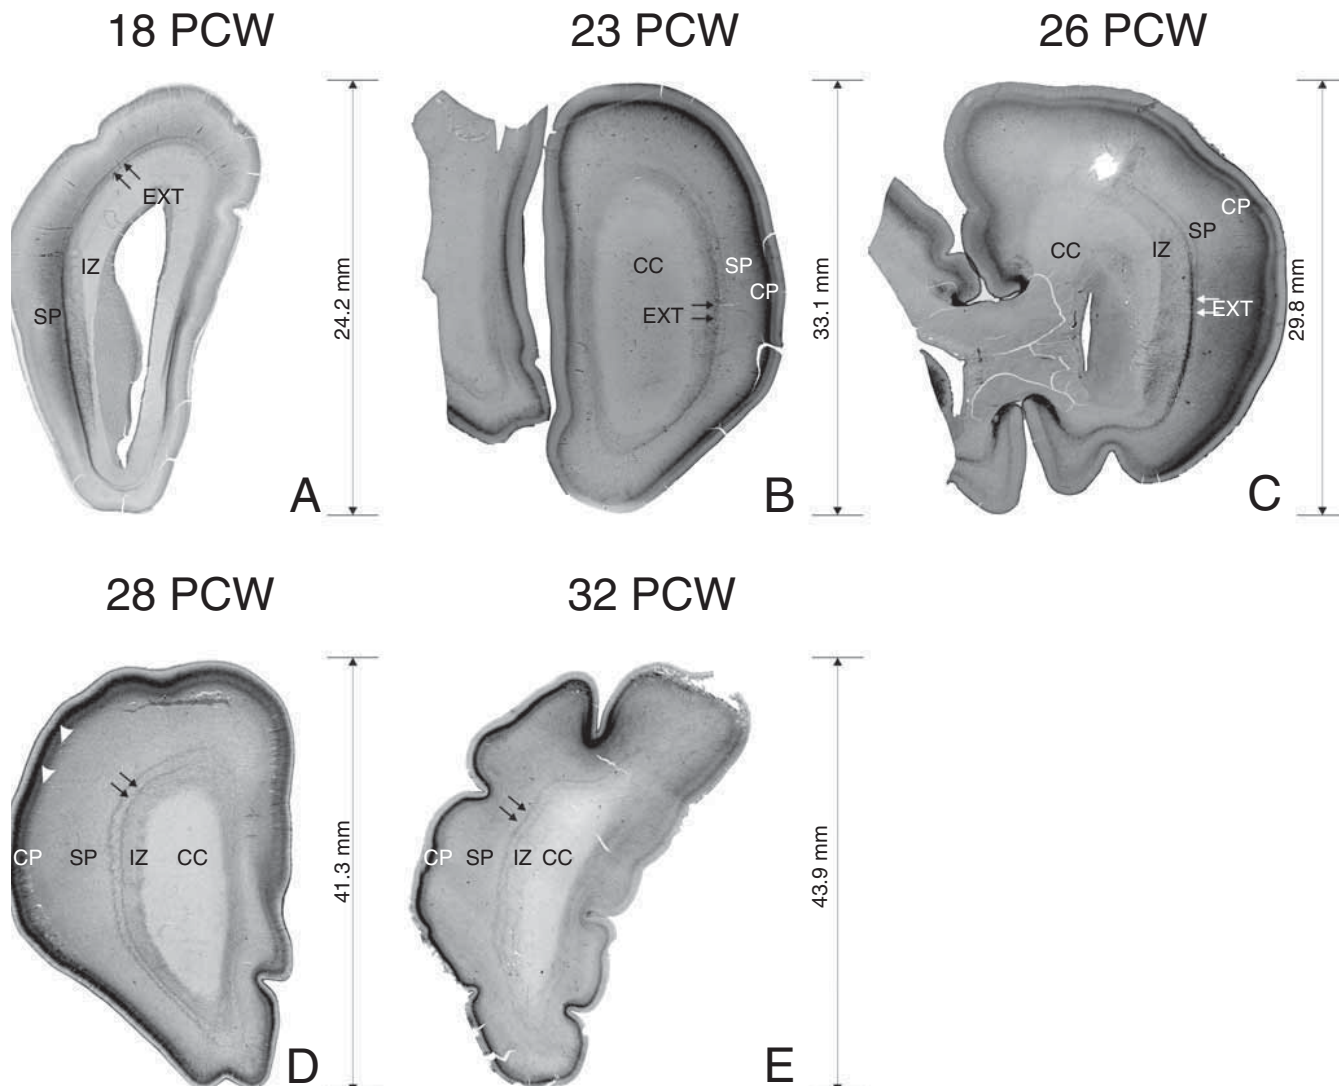 18 PCW
23 PCW
26 PCW
EXT
IZ
SP
24.2 mm
A
CC
SP
CP
EXT
33.1 mm
B
CP
SP
CC
IZ
EXT
29.8 mm
C
28 PCW
32 PCW
CP
SP
IZ
CC
41.3 mm
D
CP
SP
IZ
CC
43.9 mm
E